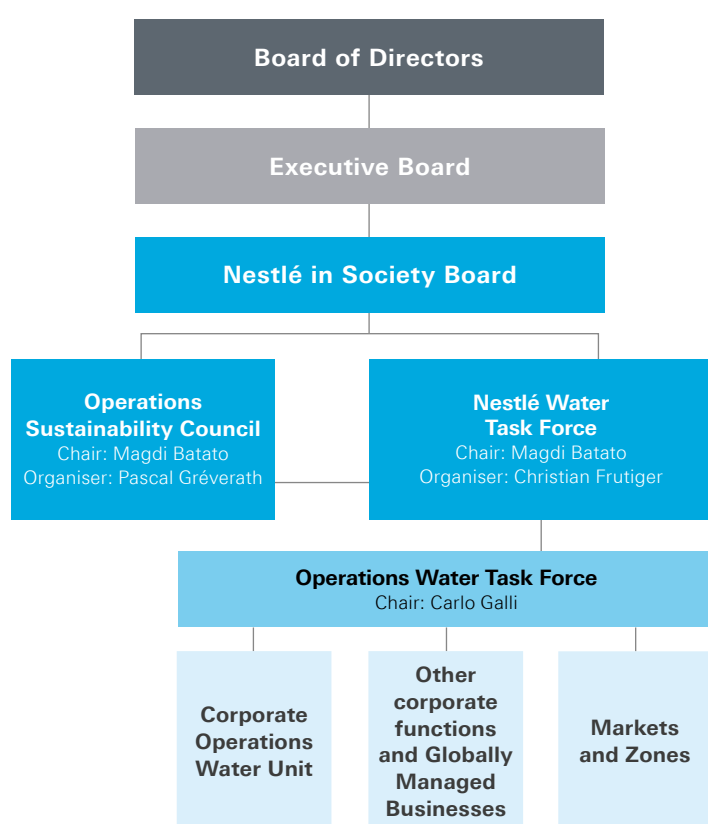 Board of Directors
Executive Board
Nestlé in Society Board
Operations
Sustainability Council
Chair: Magdi Batato
Organiser: Pascal Gréverath
Nestlé Water
Task Force
Chair: Magdi Batato
Organiser: Christian Frutiger
Operations Water Task Force
Chair: Carlo Galli
Corporate
Operations
Water Unit
Other
corporate
functions
and Globally
Managed
Businesses
Markets
and Zones